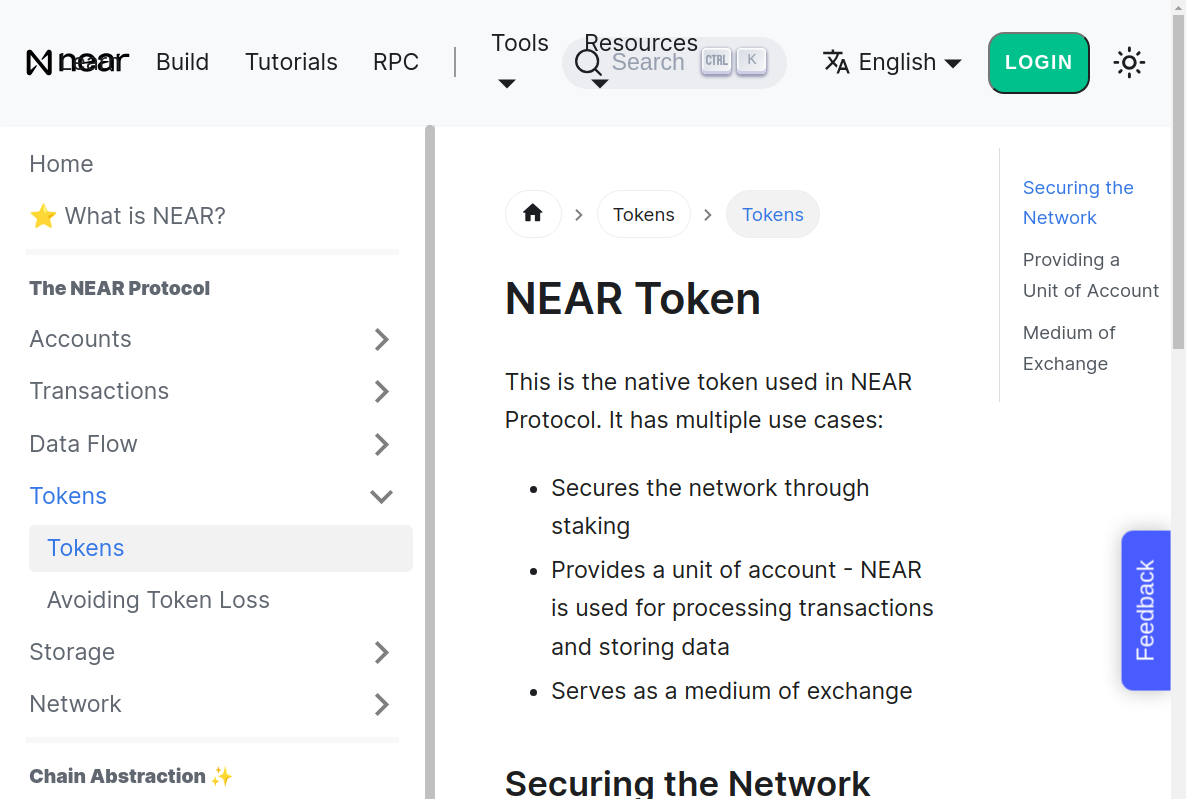 near
Learn
Build
Tutorials
RPC
Tools
Resources
Search
CTRL
K
English
LOGIN
Home
⭐ What is NEAR?
The NEAR Protocol
Accounts
Transactions
Data Flow
Tokens
Tokens
Avoiding Token Loss
Storage
Network
Chain Abstraction ✨
Tokens
Tokens
NEAR Token
This is the native token used in NEAR
Protocol. It has multiple use cases:
Secures the network through
staking
Provides a unit of account - NEAR
is used for processing transactions
and storing data
Serves as a medium of exchange
Securing the Network
Securing the
Network
Providing a
Unit of Account
Medium of
Exchange
Feedback